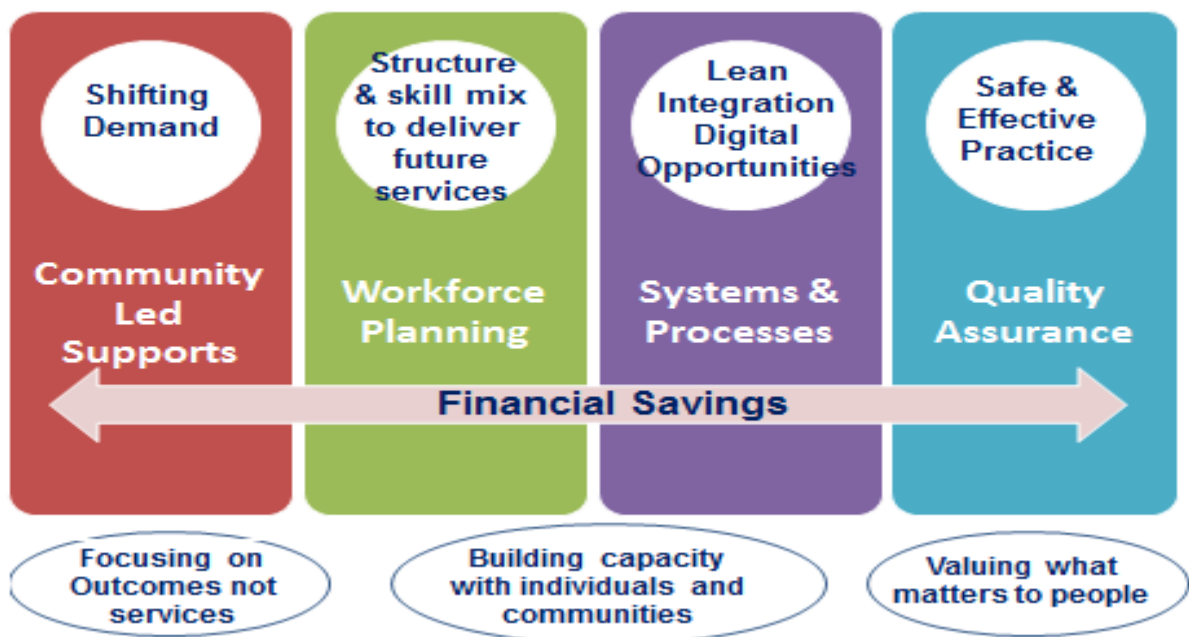 Shifting
Demand
Structure
& skill mix
to deliver
future
services
Lean
Integration
Digital
Opportunities
Safe &
Effective
Practice
Community
Led
Supports
Workforce
Planning
Systems &
Processes
Quality
Assurance
Financial Savings
Focusing on
Outcomes not
services
Building capacity
with individuals and
communities
Valuing what
matters to people